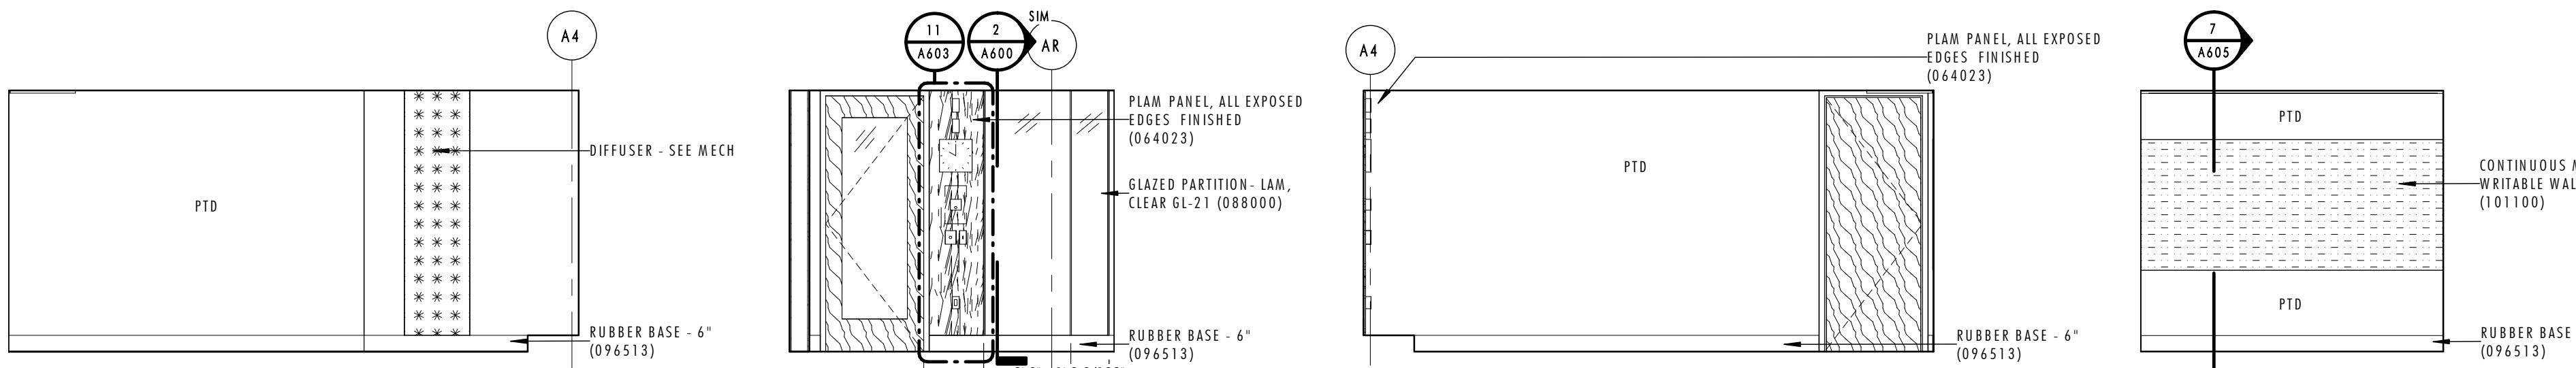 A4
PTD
DIFFUSER - SEE MECH
RUBBER BASE - 6"
(096513)
11
A603
2
A600
SIM
AR
PLAM PANEL, ALL EXPOSED
EDGES FINISHED
(064023)
GLAZED PARTITION- LAM,
CLEAR GL-21 (088000)
RUBBER BASE - 6"
(096513)
A4
PLAM PANEL, ALL EXPOSED
EDGES FINISHED
(064023)
PTD
RUBBER BASE - 6"
(096513)
7
A605
PTD
CONTINUOUS
WRITABLE
(101100)
PTD
RUBBER BASE
(096513)